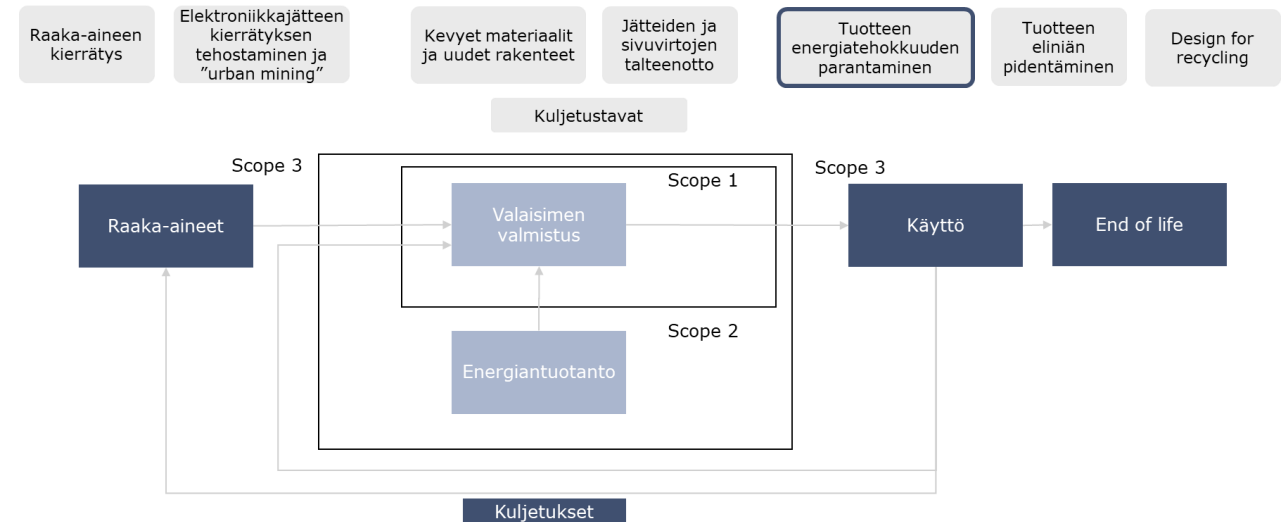 Raaka-aineen
kierrätys
Elektroniikkajätteen
kierrätyksen
tehostaminen ja
”urban mining”
Kevyet materiaalit
ja uudet rakenteet
Jätteiden ja
sivuvirtojen
talteenotto
Tuotteen
energiatehokkuuden
parantaminen
Tuotteen
eliniän
pidentäminen
Design for
recycling
Kuljetustavat
Scope 3
Scope 1
Scope 3
Raaka-aineet
Valaisimen
valmistus
Käyttö
End of life
Scope 2
Energiantuotanto
Kuljetukset